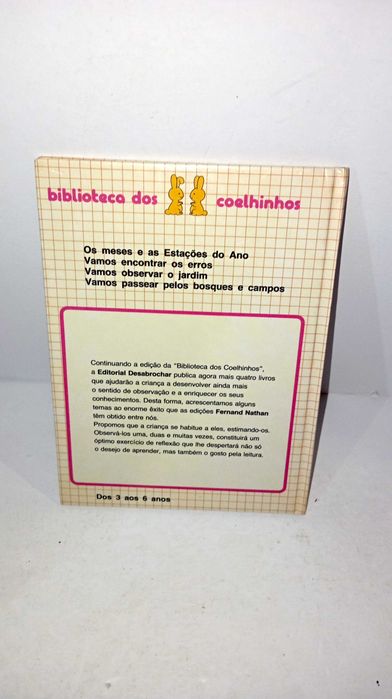 biblioteca dos coelhinhos
Os meses e as Estações do Ano
Vamos encontrar os erros
Vamos observar o jardim
Vamos passear pelos bosques e campos
Continuando a edição da "Biblioteca dos Coelhinhos",
a Editorial Desabrochar publica agora mais quatro livros
que ajudarão a criança a desenvolver ainda mais
o sentido de observação e a enriquecer os seus
conhecimentos. Desta forma, acrescentamos alguns
temas ao enorme êxito que as edições Fernand Nathan
têm obtido entre nós.
Propomos que a criança se habitue a eles, estimando-os.
Observá-los uma, duas e muitas vezes, constituirá um
óptimo exercício de reflexão que lhe despertará não só
o desejo de aprender, mas também o gosto pela leitura.
Dos 3 aos 6 anos